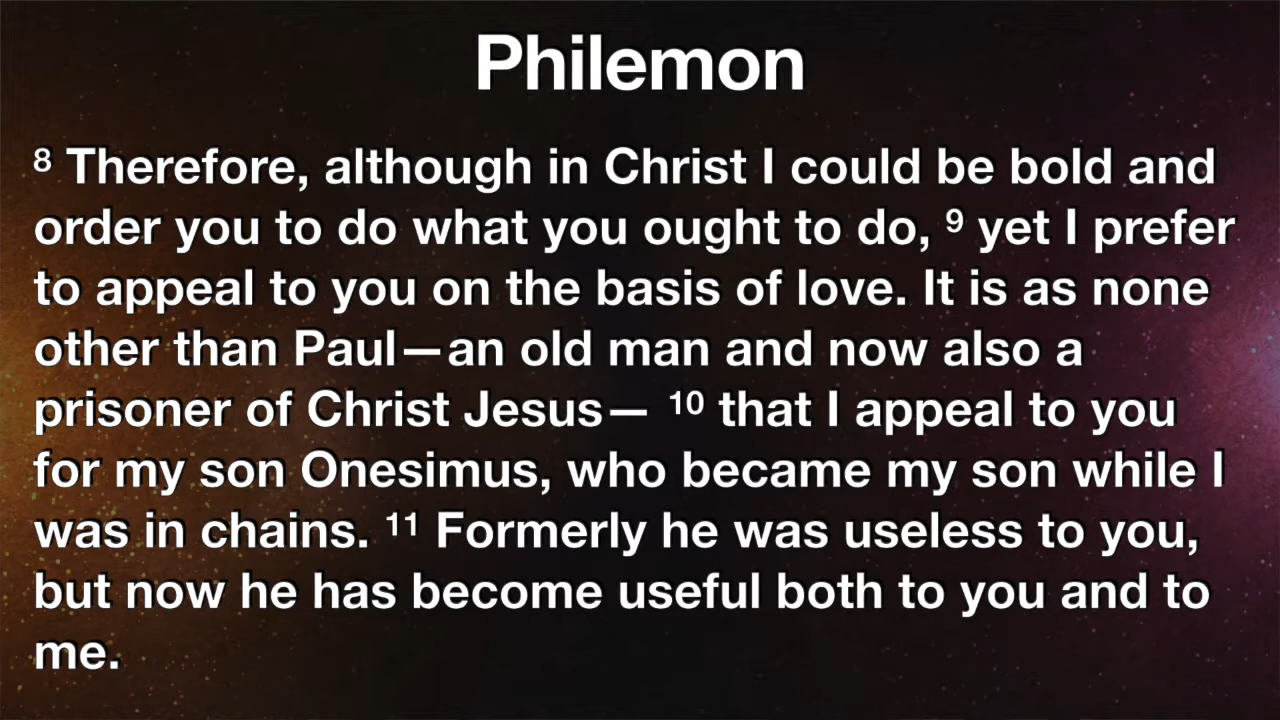 Philemon
⁸ Therefore, although in Christ I could be bold and
order you to do what you ought to do, ⁹ yet I prefer
to appeal to you on the basis of love. It is as none
other than Paul—an old man and now also a
prisoner of Christ Jesus— ¹⁰ that I appeal to you
for my son Onesimus, who became my son while I
was in chains. ¹¹ Formerly he was useless to you,
but now he has become useful both to you and to
me.